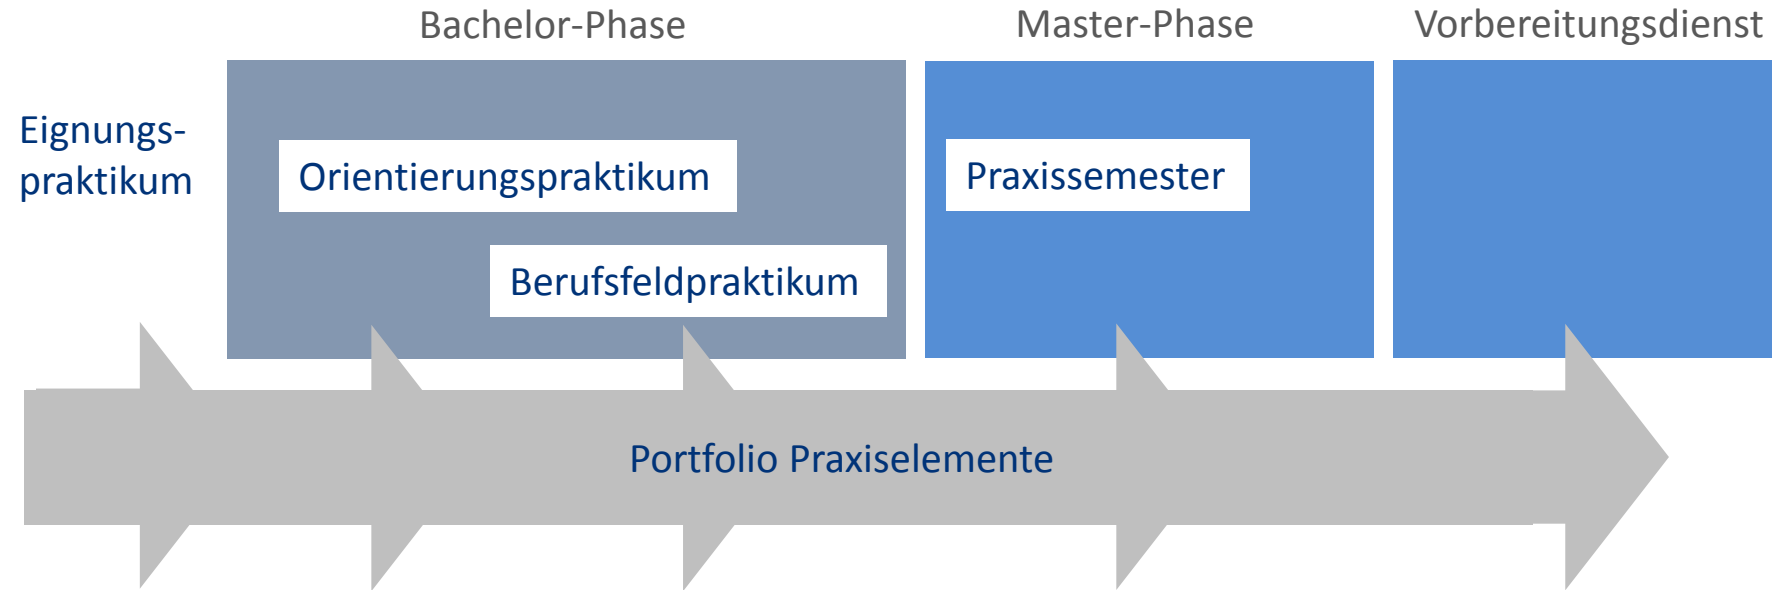 Bachelor-Phase
Master-Phase
Vorbereitungsdienst
Eignungs-
praktikum
Orientierungspraktikum
Praxissemester
Berufsfeldpraktikum
Portfolio Praxiselemente